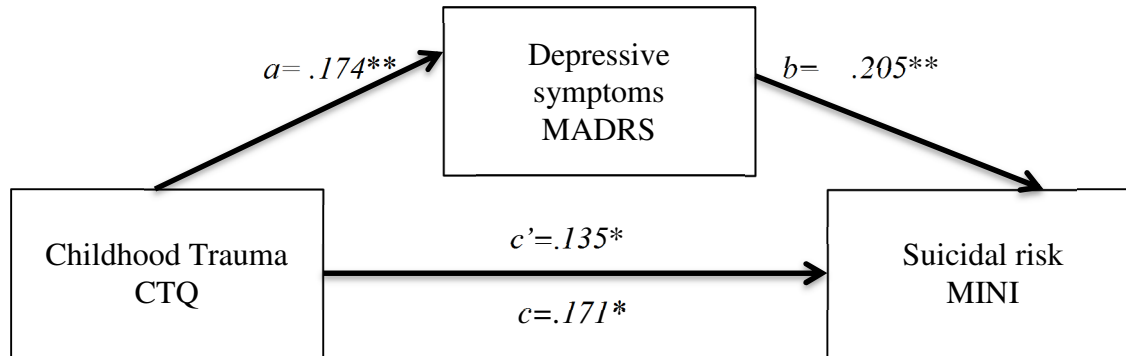 Depressive
symptoms
MADRS
a= .174**
b= .205**
Childhood Trauma
CTQ
c’=.135*
c=.171*
Suicidal risk
MINI